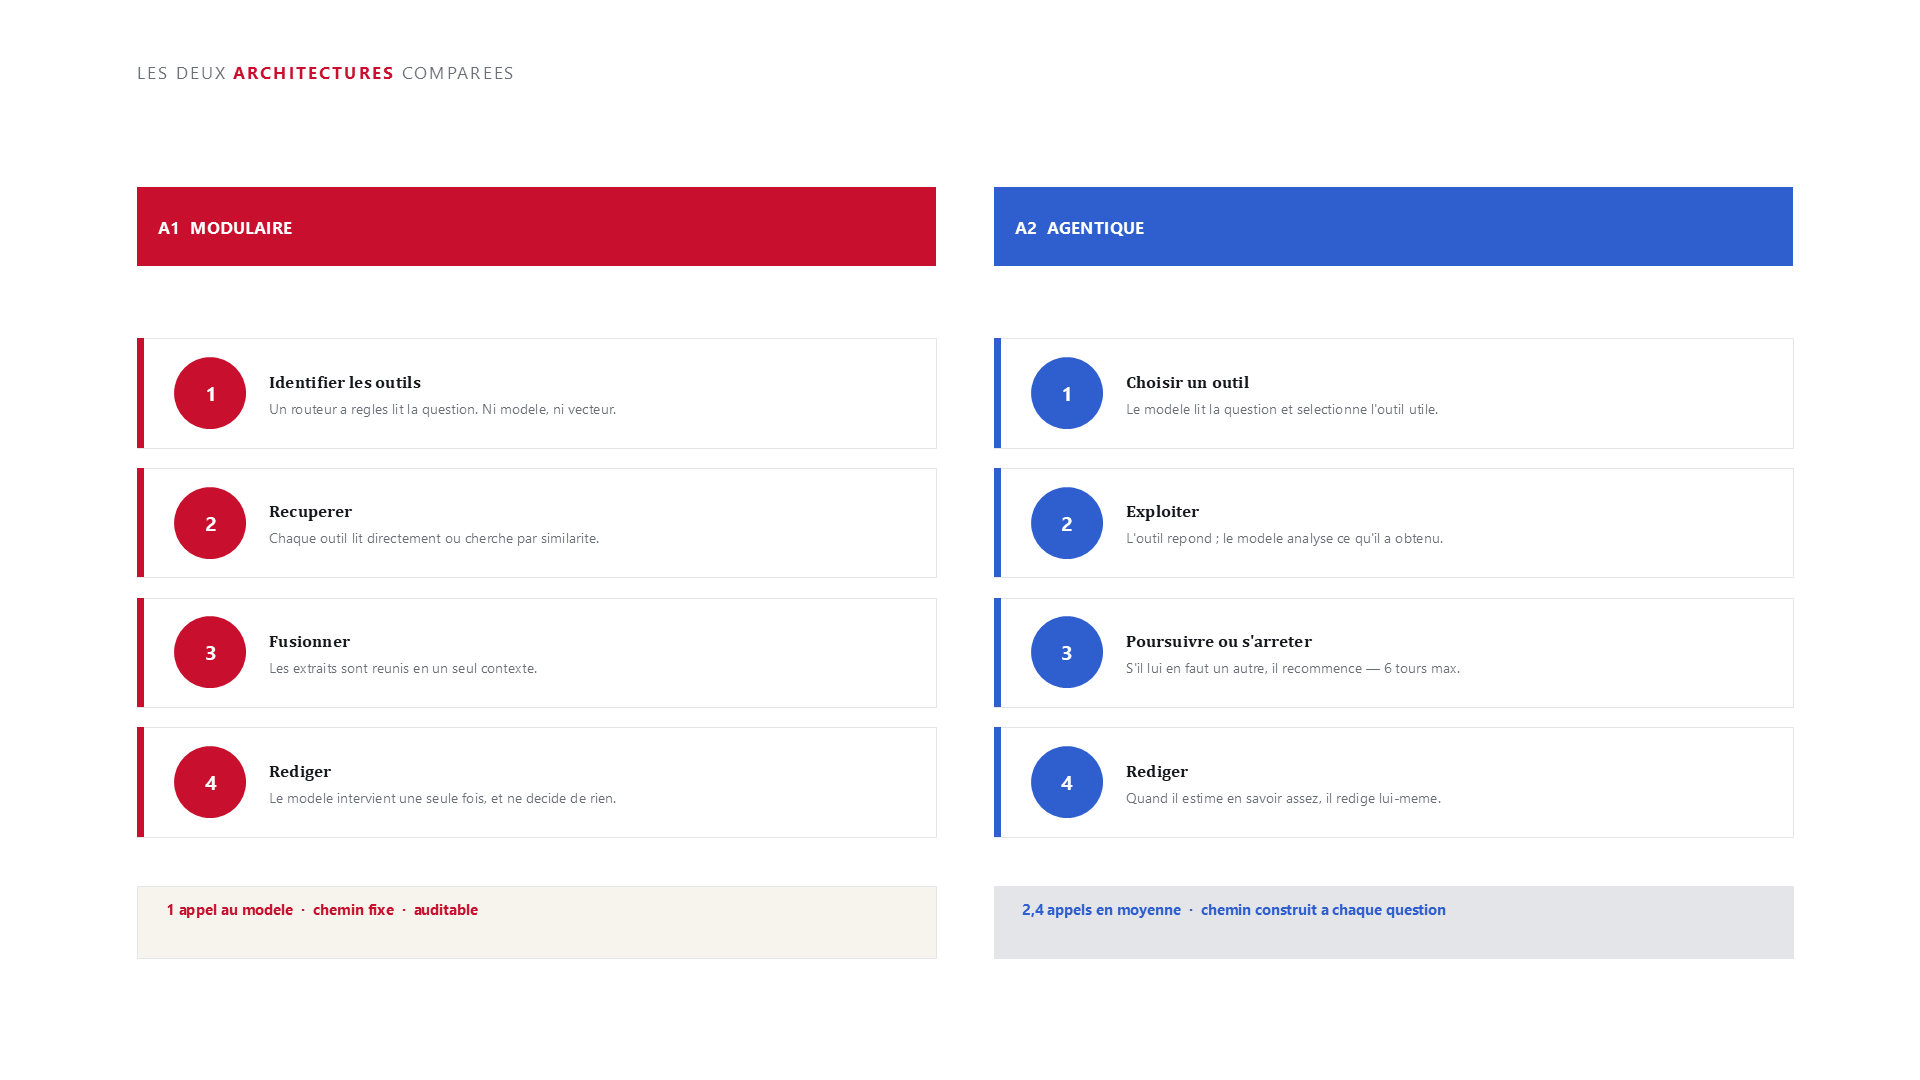 LES DEUX ARCHITECTURES COMPAREES
A1 MODULAIRE
1
Identifier les outils
Un routeur a regles lit la question. Ni modele, ni vecteur.
2
Recuperer
Chaque outil lit directement ou cherche par similarite.
3
Fusionner
Les extraits sont reunis en un seul contexte.
4
Rediger
Le modele intervient une seule fois, et ne decide de rien.
1 appel au modele · chemin fixe · auditable
A2 AGENTIQUE
1
Choisir un outil
Le modele lit la question et selectionne l'outil utile.
2
Exploiter
L'outil repond ; le modele analyse ce qu'il a obtenu.
3
Poursuivre ou s'arreter
S'il lui en faut un autre, il recommence — 6 tours max.
4
Rediger
Quand il estime en savoir assez, il redige lui-meme.
2,4 appels en moyenne · chemin construit a chaque question